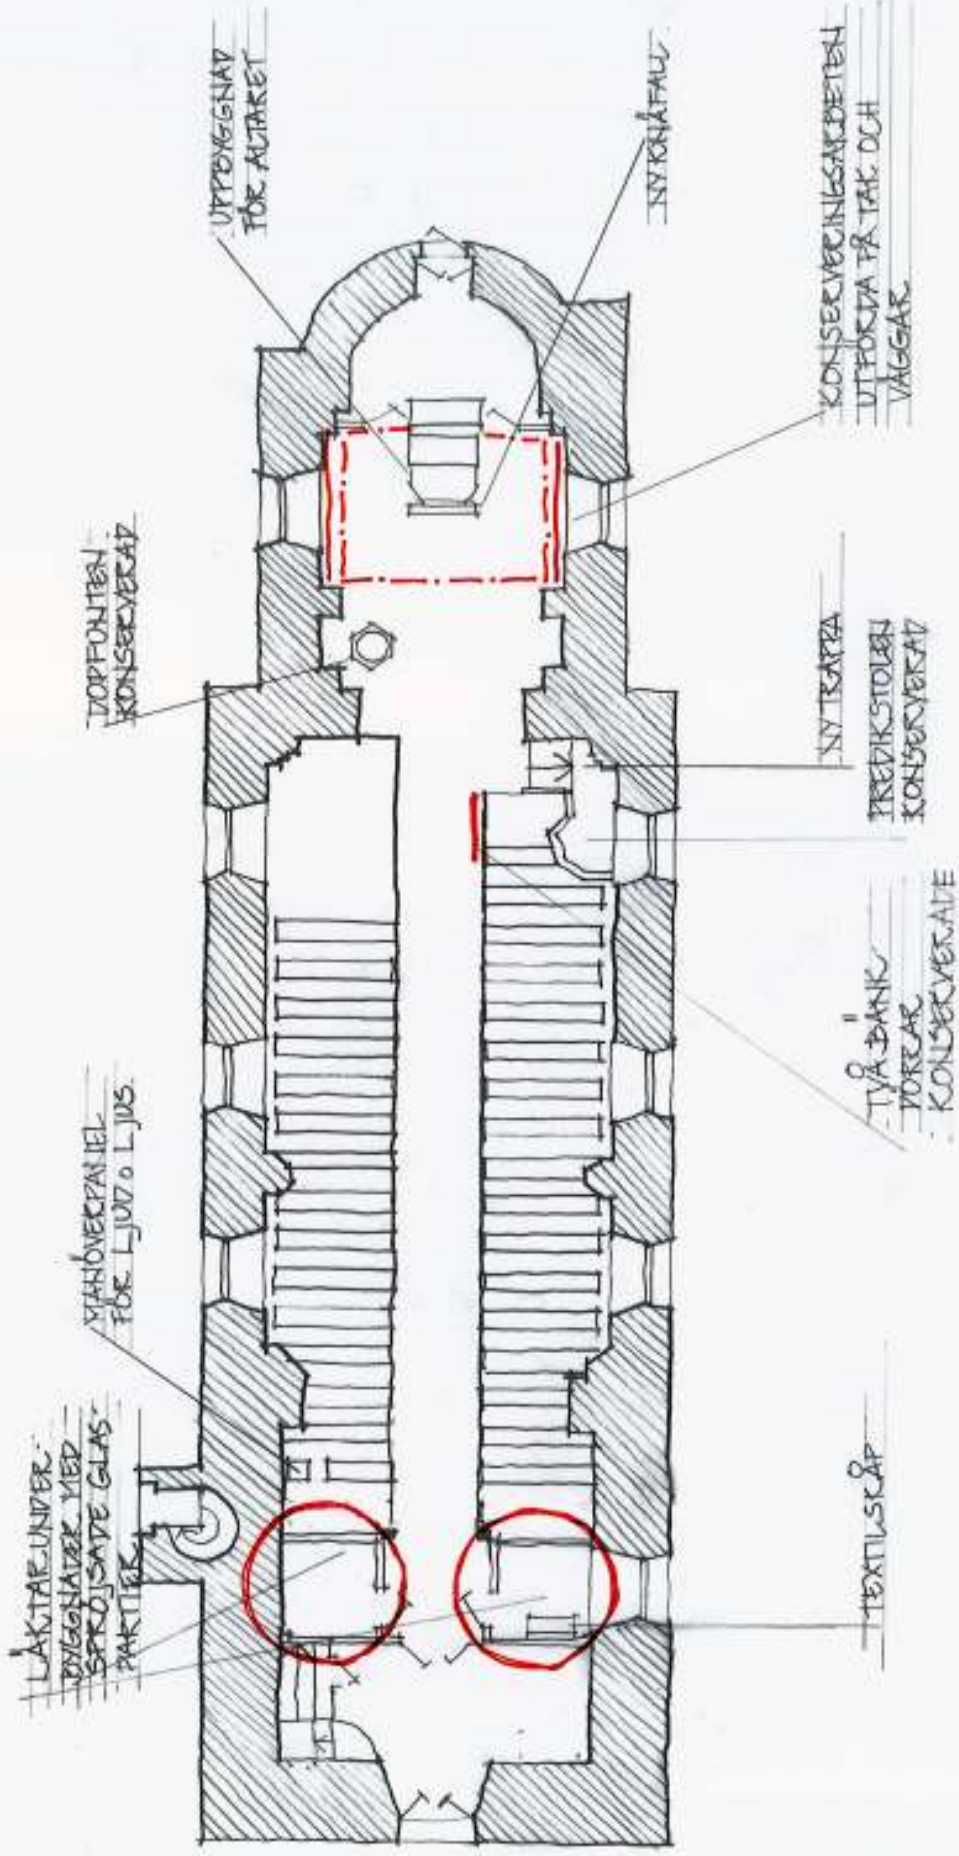 UPPBYGGNAD
FÖR ALTARET
NY KNÄFALL
KONSERVERINGSARBETEN
UTFÖRDA PÅ TAK OCH
VÄGGAR
DOPFUNTEN
KONSERVERAD
NY TRAPPA
PREDIKSTOLEN
KONSERVERAD
TVÅ BÄNK-
DÖRRAR
KONSERVERADE
MANÖVERPANEL
FÖR LJUD o LJUS.
LÄKTARUNDER-
BYGGNADER MED
SPRÖJSADE GLAS-
PARTIER
TEXTILSKÅP